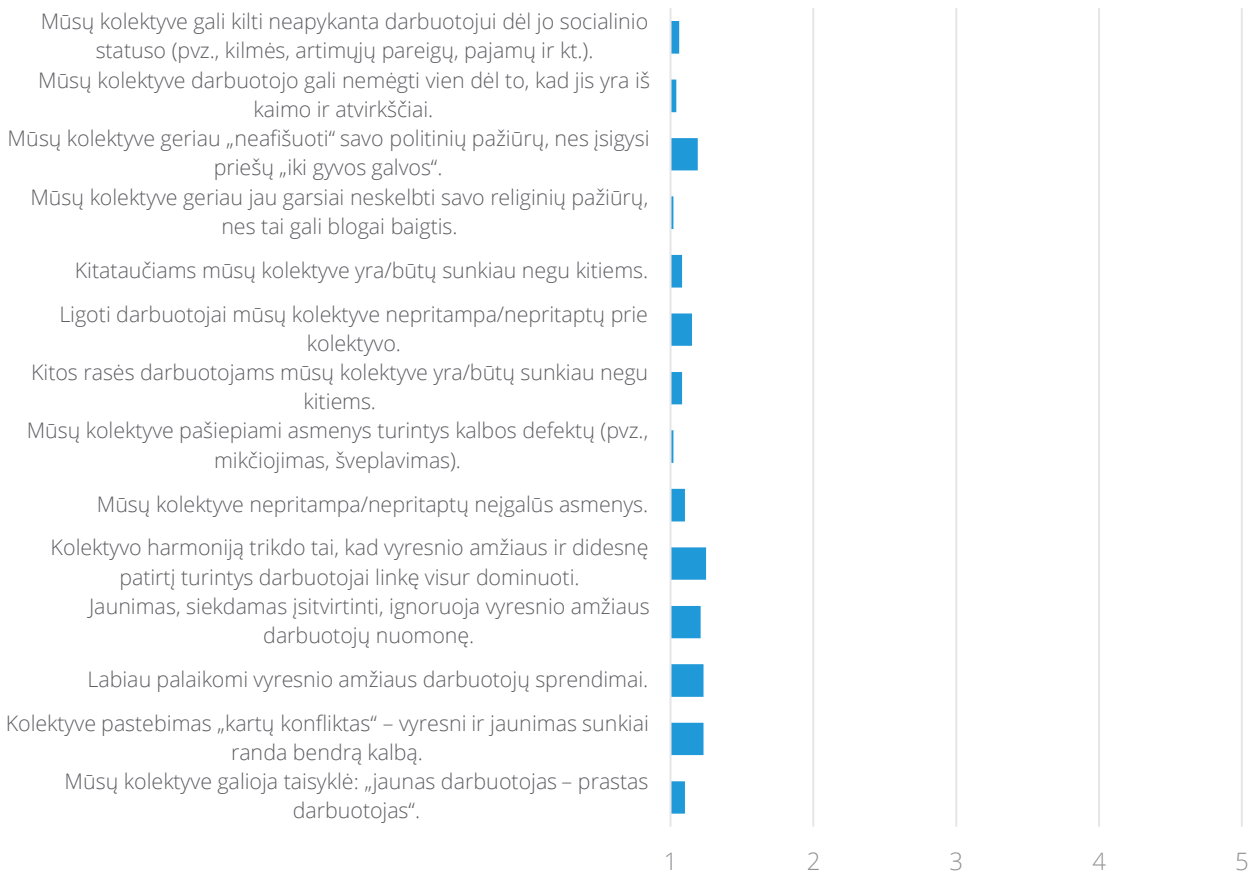 Mūsų kolektyve gali kilti neapykanta darbuotojui dėl jo socialinio
statuso (pvz., kilmės, artimųjų pareigų, pajamų ir kt.).
Mūsų kolektyve darbuotojo gali nemėgti vien dėl to, kad jis yra iš
kaimo ir atvirkščiai.
Mūsų kolektyve geriau „neafišuoti“ savo politinių pažiūrų, nes įsigysi
priešų „iki gyvos galvos“.
Mūsų kolektyve geriau jau garsiai neskelbti savo religinių pažiūrų,
nes tai gali blogai baigtis.
Kitataučiams mūsų kolektyve yra/būtų sunkiau negu kitiems.
Ligoti darbuotojai mūsų kolektyve nepritampa/nepritaptų prie
kolektyvo.
Kitos rasės darbuotojams mūsų kolektyve yra/būtų sunkiau negu
kitiems.
Mūsų kolektyve pašiepiami asmenys turintys kalbos defektų (pvz.,
mikčiojimas, šveplavimas).
Mūsų kolektyve nepritampa/nepritaptų neįgalūs asmenys.
Kolektyvo harmoniją trikdo tai, kad vyresnio amžiaus ir didesnę
patirtį turintys darbuotojai linkę visur dominuoti.
Jaunimas, siekdamas įsitvirtinti, ignoruoja vyresnio amžiaus
darbuotojų nuomonę.
Labiau palaikomi vyresnio amžiaus darbuotojų sprendimai.
Kolektyve pastebimas „kartų konfliktas“ – vyresni ir jaunimas sunkiai
randa bendrą kalbą.
Mūsų kolektyve galioja taisyklė: „jaunas darbuotojas – prastas
darbuotojas“.
1 2 3 4 5